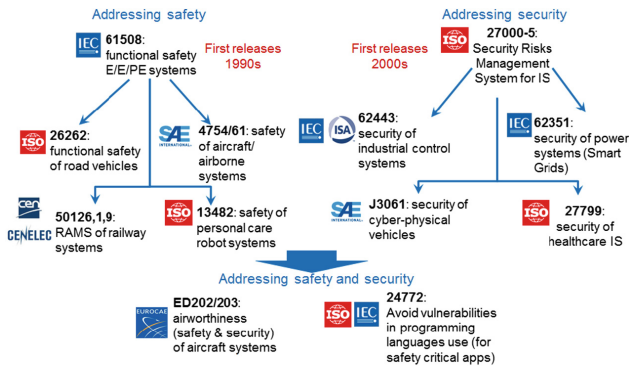 Addressing safety
IEC
61508:
functional safety
E/E/PE systems
First releases
1990s
ISO
26262:
functional safety
of road vehicles
SAE
INTERNATIONAL
4754/61: safety
of aircraft/
airborne
systems
cen
CENELEC
50126,1,9:
RAMS of railway
systems
ISO
13482: safety of
personal care
robot systems
Addressing security
First releases
2000s
ISO
27000-5:
Security Risks
Management
System for IS
IEC
ISA
62443:
security of
industrial control
systems
IEC
62351:
security of power
systems (Smart
Grids)
SAE
INTERNATIONAL
J3061: security of
cyber-physical
vehicles
ISO
27799:
security of
healthcare IS
Addressing safety and security
EUROCAE
ED202/203:
airworthiness
(safety & security)
of aircraft systems
ISO
IEC
24772:
Avoid vulnerabilities
in programming
languages use (for
safety critical apps)